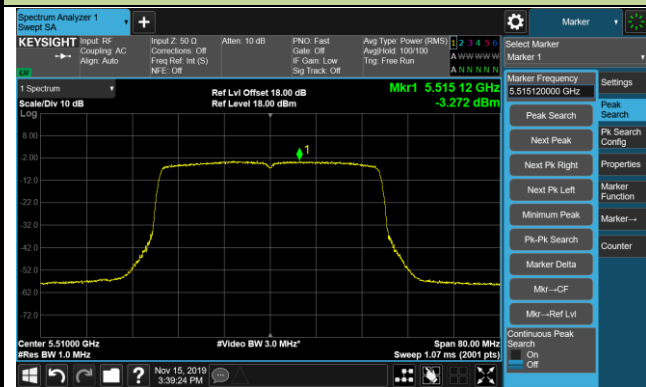 Spectrum Analyzer 1
Swept SA
Marker
KEYSIGHT
Input: RF
Coupling: AC
Align: Auto
Input Z: 50 Ω
Corrections: Off
Freq Ref: Int (S)
NFE: Off
Atten: 10 dB
PNO: Fast
Gate: Off
IF Gain: Low
Sig Track: Off
Avg Type: Power (RMS)
Avg|Hold: 100/100
Trig: Free Run
1 2 3 4 5 6
A W W W W W
A N N N N N
LVI
Select Marker
Marker 1
1 Spectrum
Scale/Div 10 dB
Log
Ref Lvl Offset 18.00 dB
Ref Level 18.00 dBm
Mkr1 5.515 12 GHz
-3.272 dBm
Marker Frequency
5.515120000 GHz
Settings
Peak Search
Peak
Search
Next Peak
Pk Search
Config
Next Pk Right
Properties
Next Pk Left
Marker
Function
Minimum Peak
Marker→
Pk-Pk Search
Counter
Marker Delta
Mkr→CF
Mkr→Ref Lvl
Continuous Peak
Search
On
Off
1
8.00
-2.00
-12.0
-22.0
-32.0
-42.0
-52.0
-62.0
-72.0
Center 5.51000 GHz
#Res BW 1.0 MHz
#Video BW 3.0 MHz*
Span 80.00 MHz
Sweep 1.07 ms (2001 pts)
?
Nov 15, 2019
3:39:24 PM